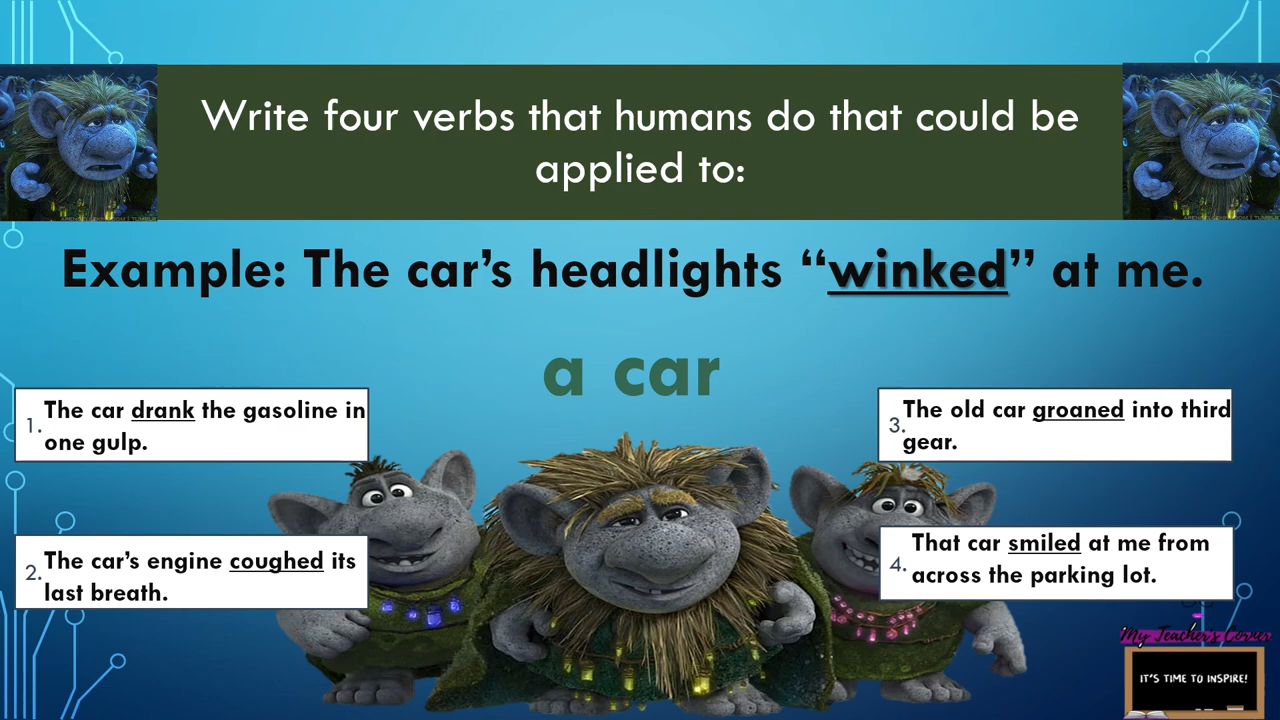 Write four verbs that humans do that could be
applied to:
Example: The car’s headlights “winked” at me.
a car
1. The car drank the gasoline in
one gulp.
2. The car’s engine coughed its
last breath.
3. The old car groaned into third
gear.
4. That car smiled at me from
across the parking lot.
My Teacher's Corner
IT'S TIME TO INSPIRE!